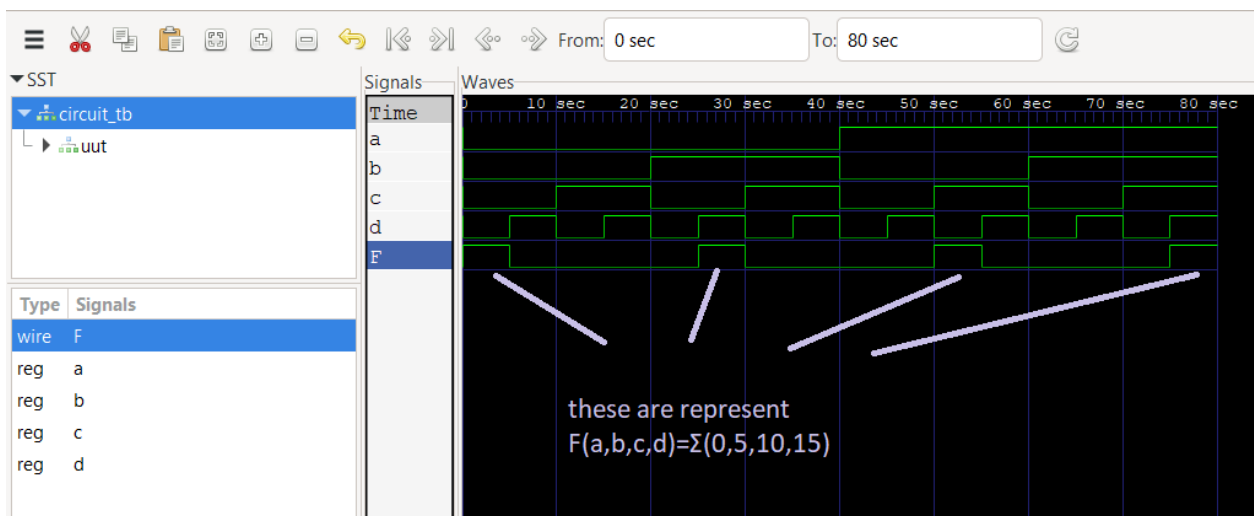 From: 0 sec To: 80 sec
SST
circuit_tb
uut
Type Signals
wire F
reg a
reg b
reg c
reg d
Signals
Time
a
b
c
d
F
Waves
10 sec 20 sec 30 sec 40 sec 50 sec 60 sec 70 sec 80 sec
these are represent
F(a,b,c,d)=Σ(0,5,10,15)